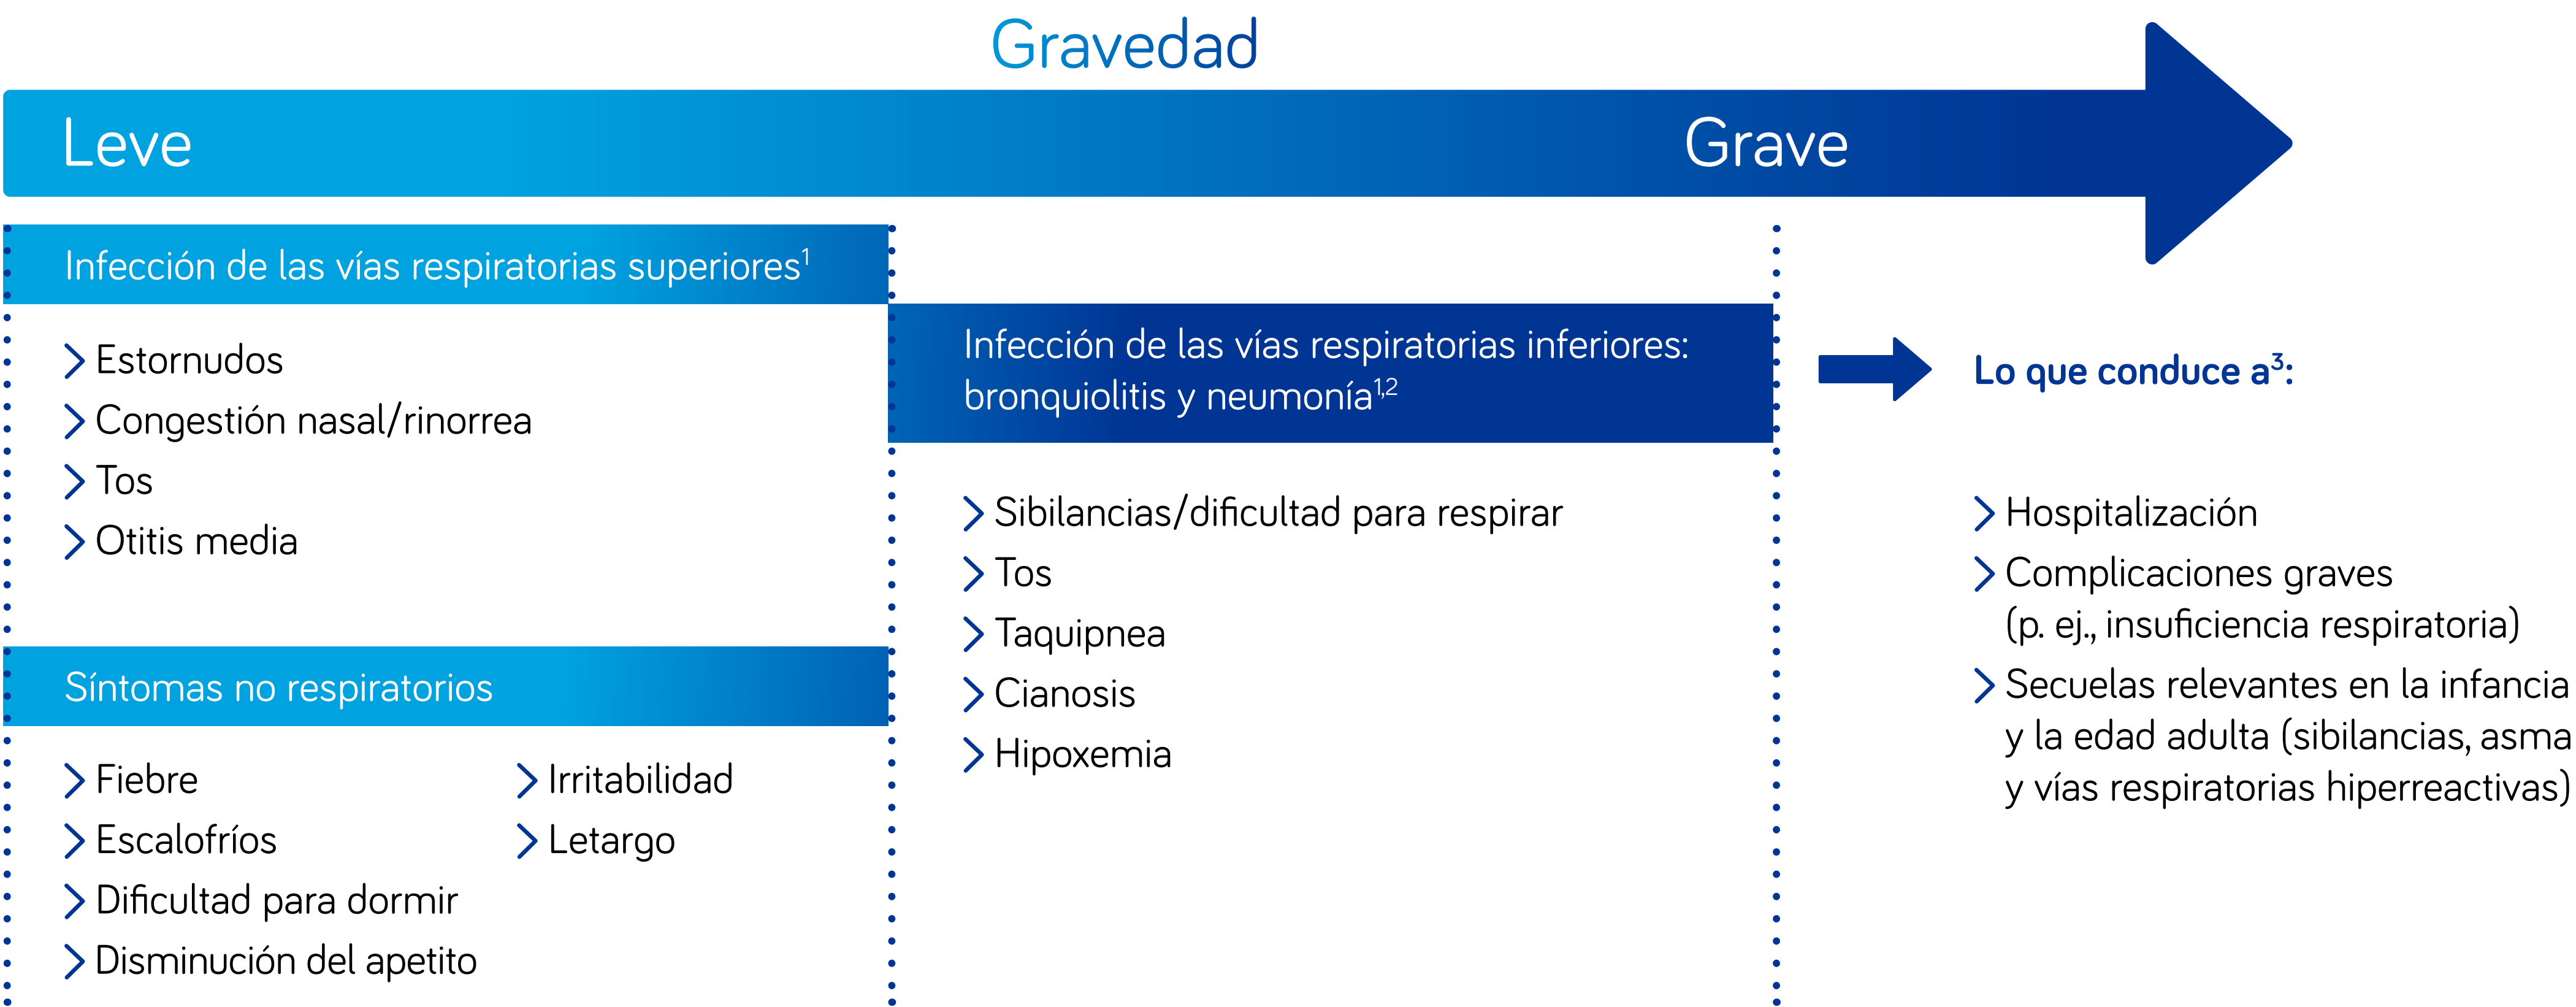 Gravedad
Leve
Grave
Infección de las vías respiratorias superiores1
Estornudos
Congestión nasal/rinorrea
Tos
Otitis media
Síntomas no respiratorios
Fiebre
Escalofríos
Dificultad para dormir
Disminución del apetito
Irritabilidad
Letargo
Infección de las vías respiratorias inferiores:
bronquiolitis y neumonía1,2
Sibilancias/dificultad para respirar
Tos
Taquipnea
Cianosis
Hipoxemia
Lo que conduce a3:
Hospitalización
Complicaciones graves
(p. ej., insuficiencia respiratoria)
Secuelas relevantes en la infancia
y la edad adulta (sibilancias, asma
y vías respiratorias hiperreactivas)